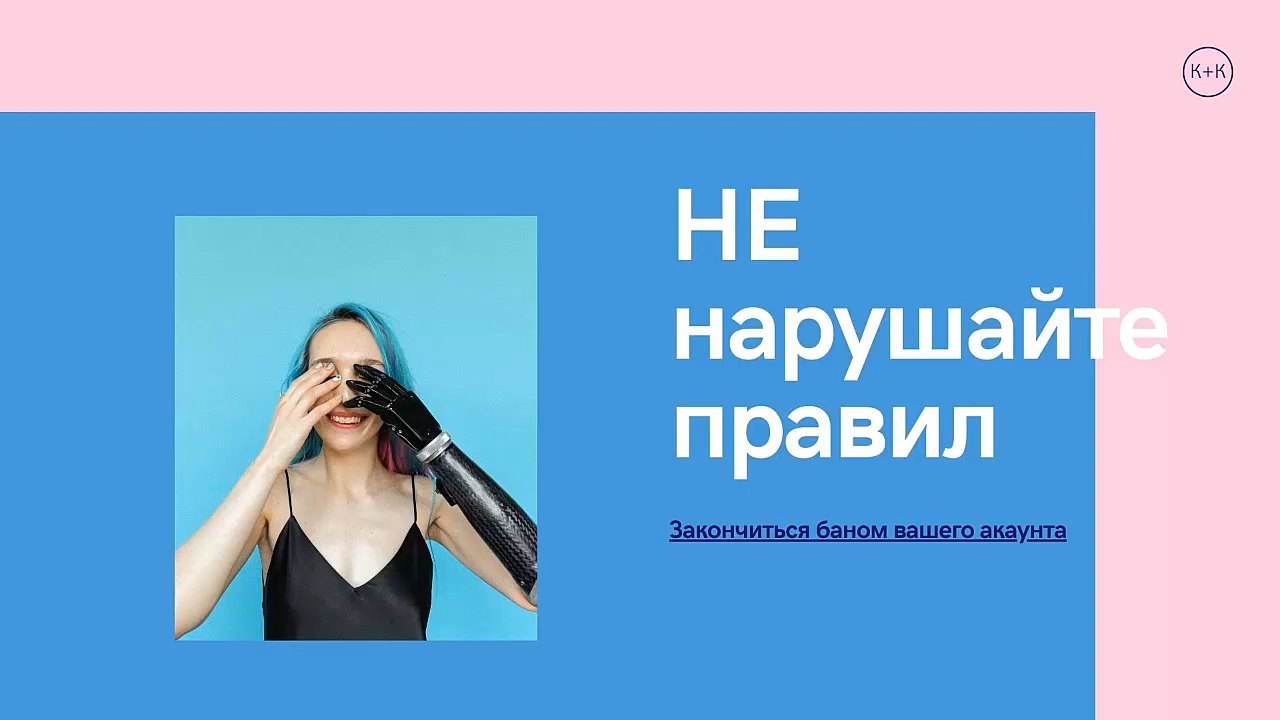 К+К
НЕ
нарушайте
правил
Закончиться баном вашего акаунта